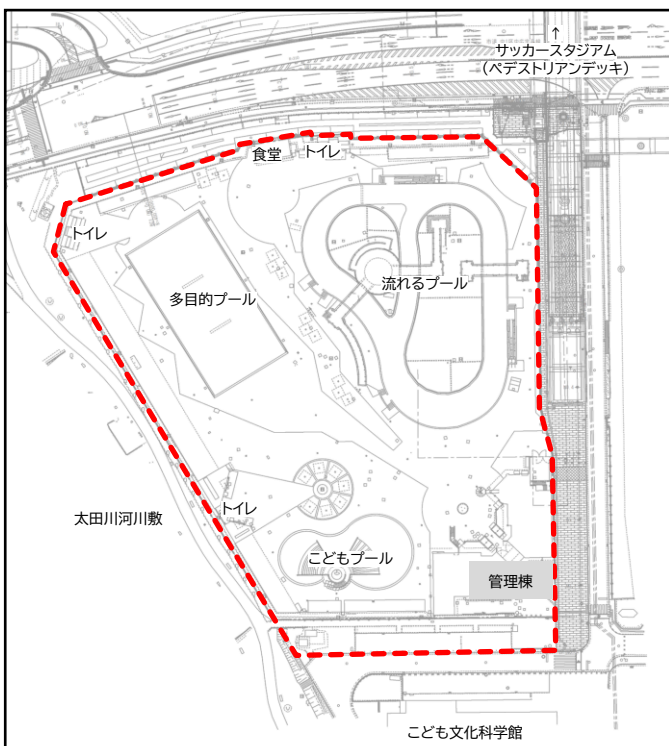 ↑
サッカースタジアム
(ペデストリアンデッキ)
食堂
トイレ
トイレ
流れるプール
多目的プール
トイレ
太田川河川敷
こどもプール
管理棟
こども文化科学館